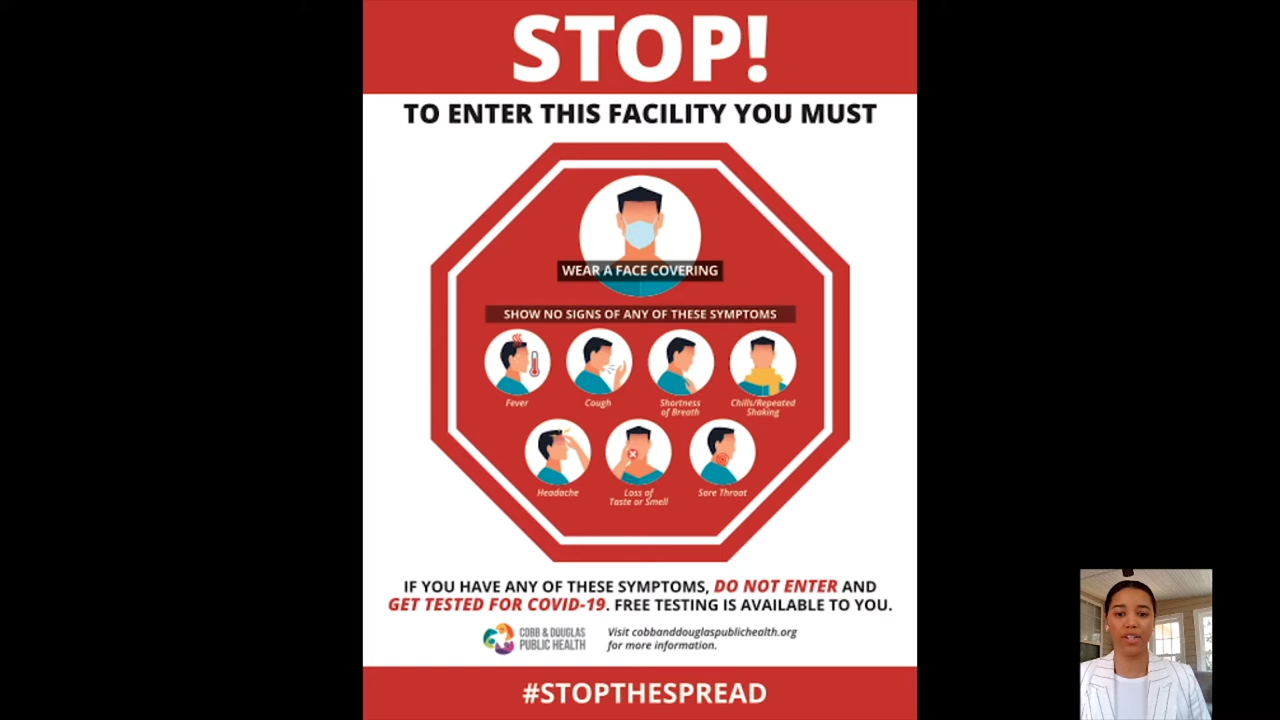 STOP!
TO ENTER THIS FACILITY YOU MUST
WEAR A FACE COVERING
SHOW NO SIGNS OF ANY OF THESE SYMPTOMS
Fever
Cough
Shortness
of Breath
Chills/Repeated
Shaking
Headache
Loss of
Taste or Smell
Sore Throat
IF YOU HAVE ANY OF THESE SYMPTOMS, DO NOT ENTER AND
GET TESTED FOR COVID-19. FREE TESTING IS AVAILABLE TO YOU.
COBB & DOUGLAS
PUBLIC HEALTH
Visit cobbanddouglaspublichealth.org
for more information.
#STOPTHESPREAD